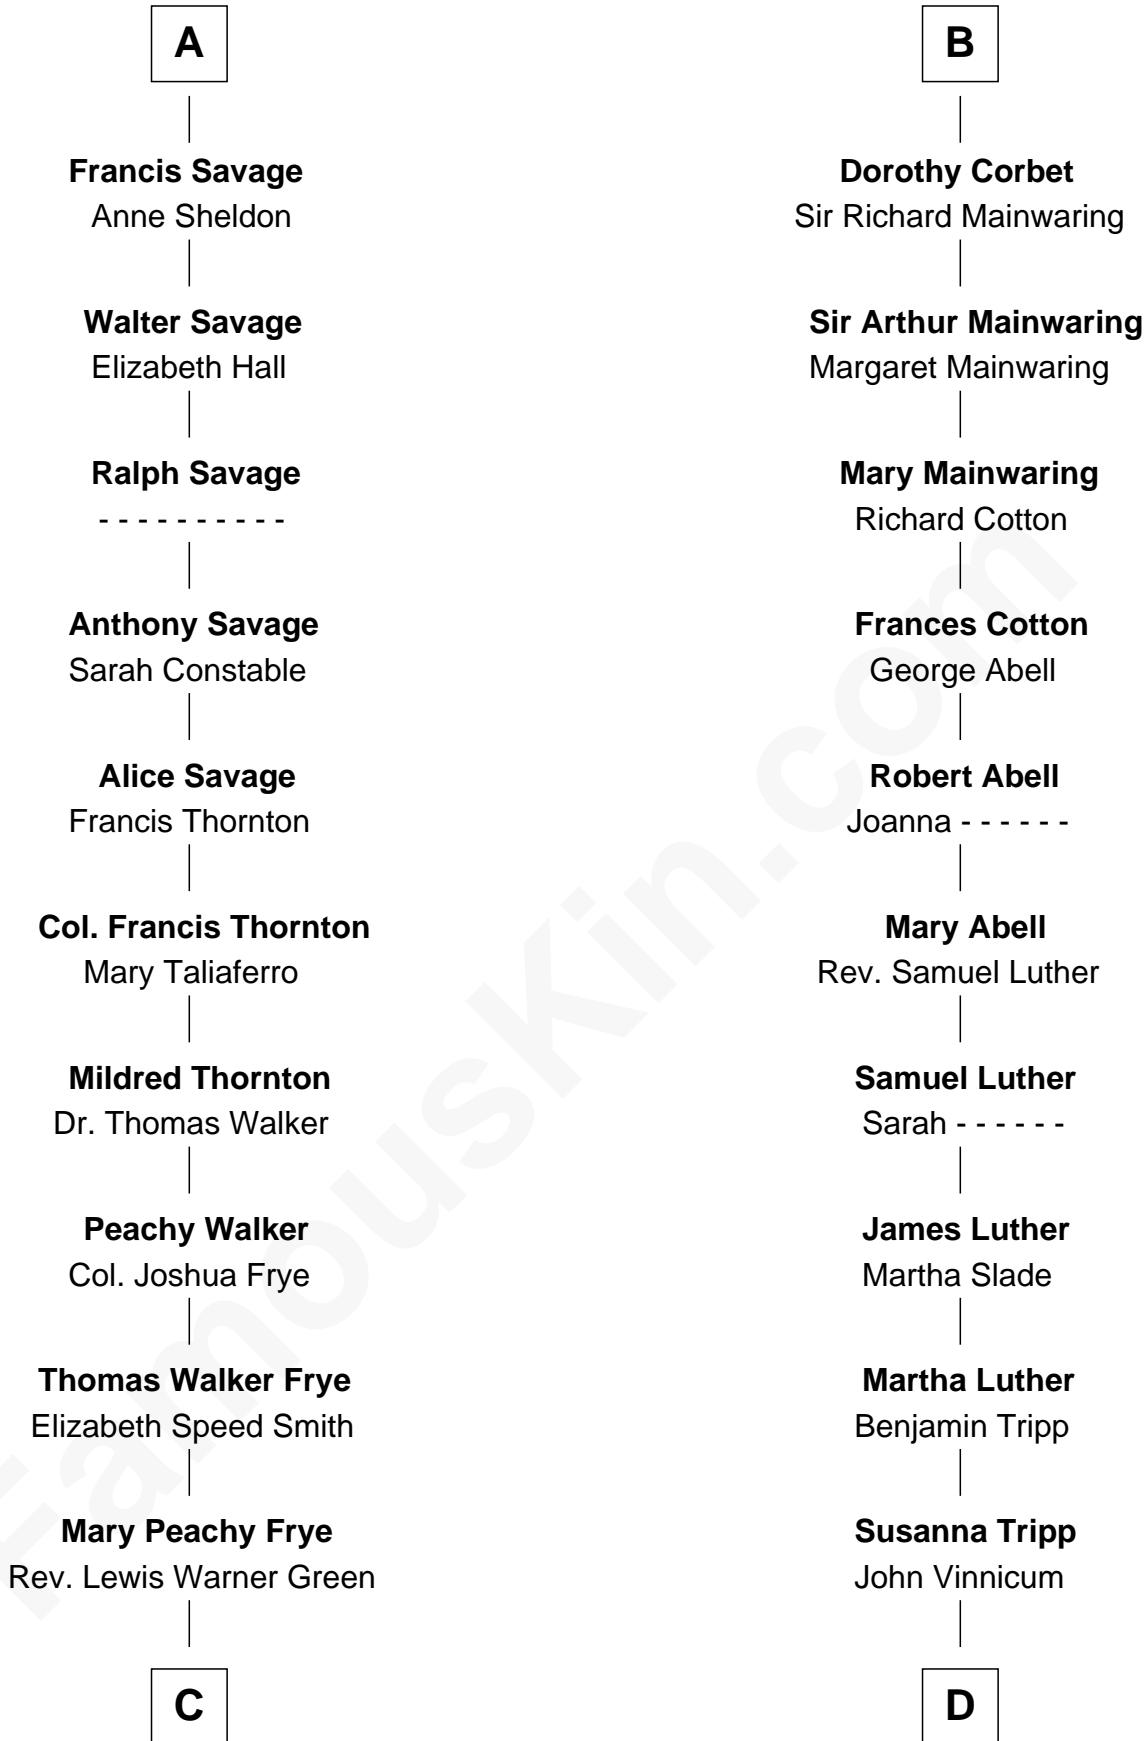 A
Francis Savage
Anne Sheldon
Walter Savage
Elizabeth Hall
Ralph Savage
- - - - - - - - - -
Anthony Savage
Sarah Constable
Alice Savage
Francis Thornton
Col. Francis Thornton
Mary Taliaferro
Mildred Thornton
Dr. Thomas Walker
Peachy Walker
Col. Joshua Frye
Thomas Walker Frye
Elizabeth Speed Smith
Mary Peachy Frye
Rev. Lewis Warner Green
C
B
Dorothy Corbet
Sir Richard Mainwaring
Sir Arthur Mainwaring
Margaret Mainwaring
Mary Mainwaring
Richard Cotton
Frances Cotton
George Abell
Robert Abell
Joanna - - - - - -
Mary Abell
Rev. Samuel Luther
Samuel Luther
Sarah - - - - - -
James Luther
Martha Slade
Martha Luther
Benjamin Tripp
Susanna Tripp
John Vinnicum
D
FamousKin.com